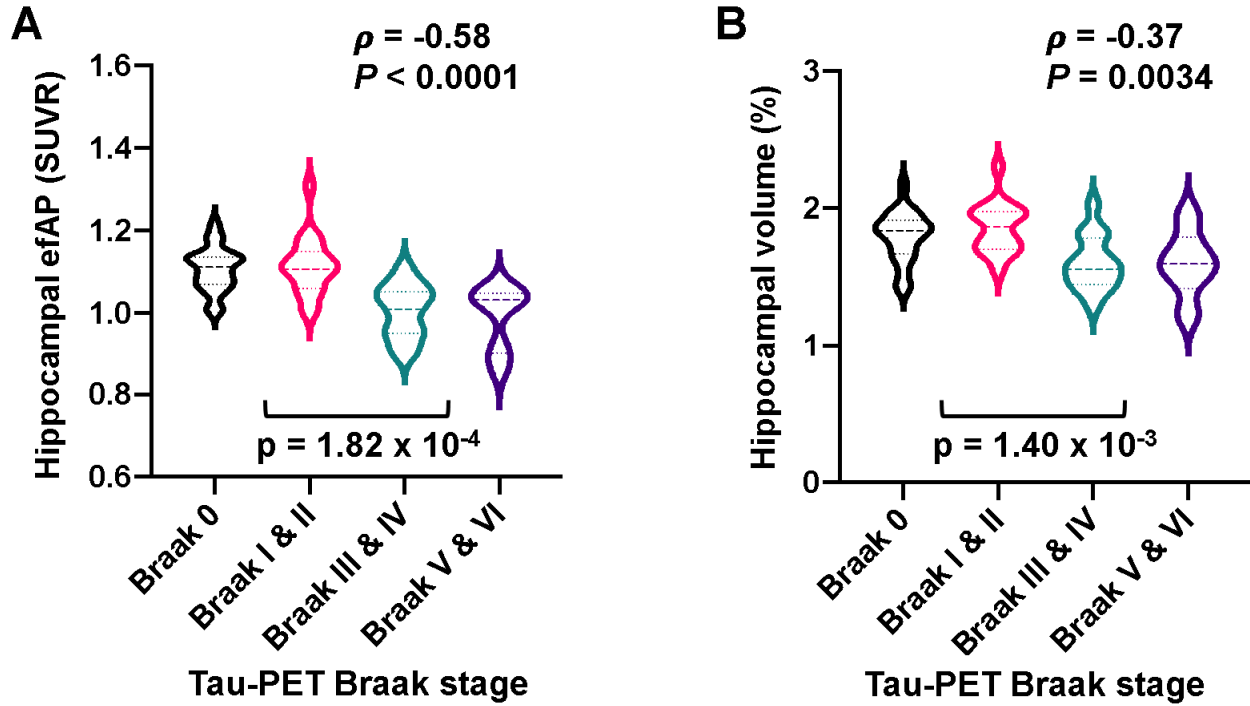 A
ρ = -0.58
P < 0.0001
Hippocampal efAP (SUVR)
1.6
1.4
1.2
1.0
0.8
0.6
p = 1.82 x 10-4
Braak 0
Braak I & II
Braak III & IV
Braak V & VI
Tau-PET Braak stage
B
ρ = -0.37
P = 0.0034
Hippocampal volume (%)
3
2
1
0
p = 1.40 x 10-3
Braak 0
Braak I & II
Braak III & IV
Braak V & VI
Tau-PET Braak stage